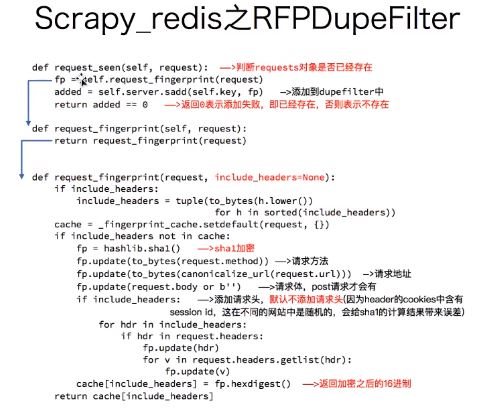 Scrapy_redis之RFPDupeFilter
def request_seen(self, request): —>判断requests对象是否已经存在
    fp = self.request_fingerprint(request)
    added = self.server.sadd(self.key, fp) —>添加到dupefilter中
    return added == 0 —>返回0表示添加失败，即已经存在，否则表示不存在
def request_fingerprint(self, request):
    return request_fingerprint(request)
def request_fingerprint(request, include_headers=None):
    if include_headers:
        include_headers = tuple(to_bytes(h.lower())
                                for h in sorted(include_headers))
    cache = _fingerprint_cache.setdefault(request, {})
    if include_headers not in cache:
        fp = hashlib.sha1() —>sha1加密
        fp.update(to_bytes(request.method)) —>请求方法
        fp.update(to_bytes(canonicalize_url(request.url))) —>请求地址
        fp.update(request.body or b'') —>请求体，post请求才会有
        if include_headers: —>添加请求头，默认不添加请求头(因为header的cookies中含有
                            session id，这在不同的网站中是随机的，会给sha1的计算结果带来误差)
            for hdr in include_headers:
                if hdr in request.headers:
                    fp.update(hdr)
                    for v in request.headers.getlist(hdr):
                        fp.update(v)
        cache[include_headers] = fp.hexdigest() —>返回加密之后的16进制
    return cache[include_headers]